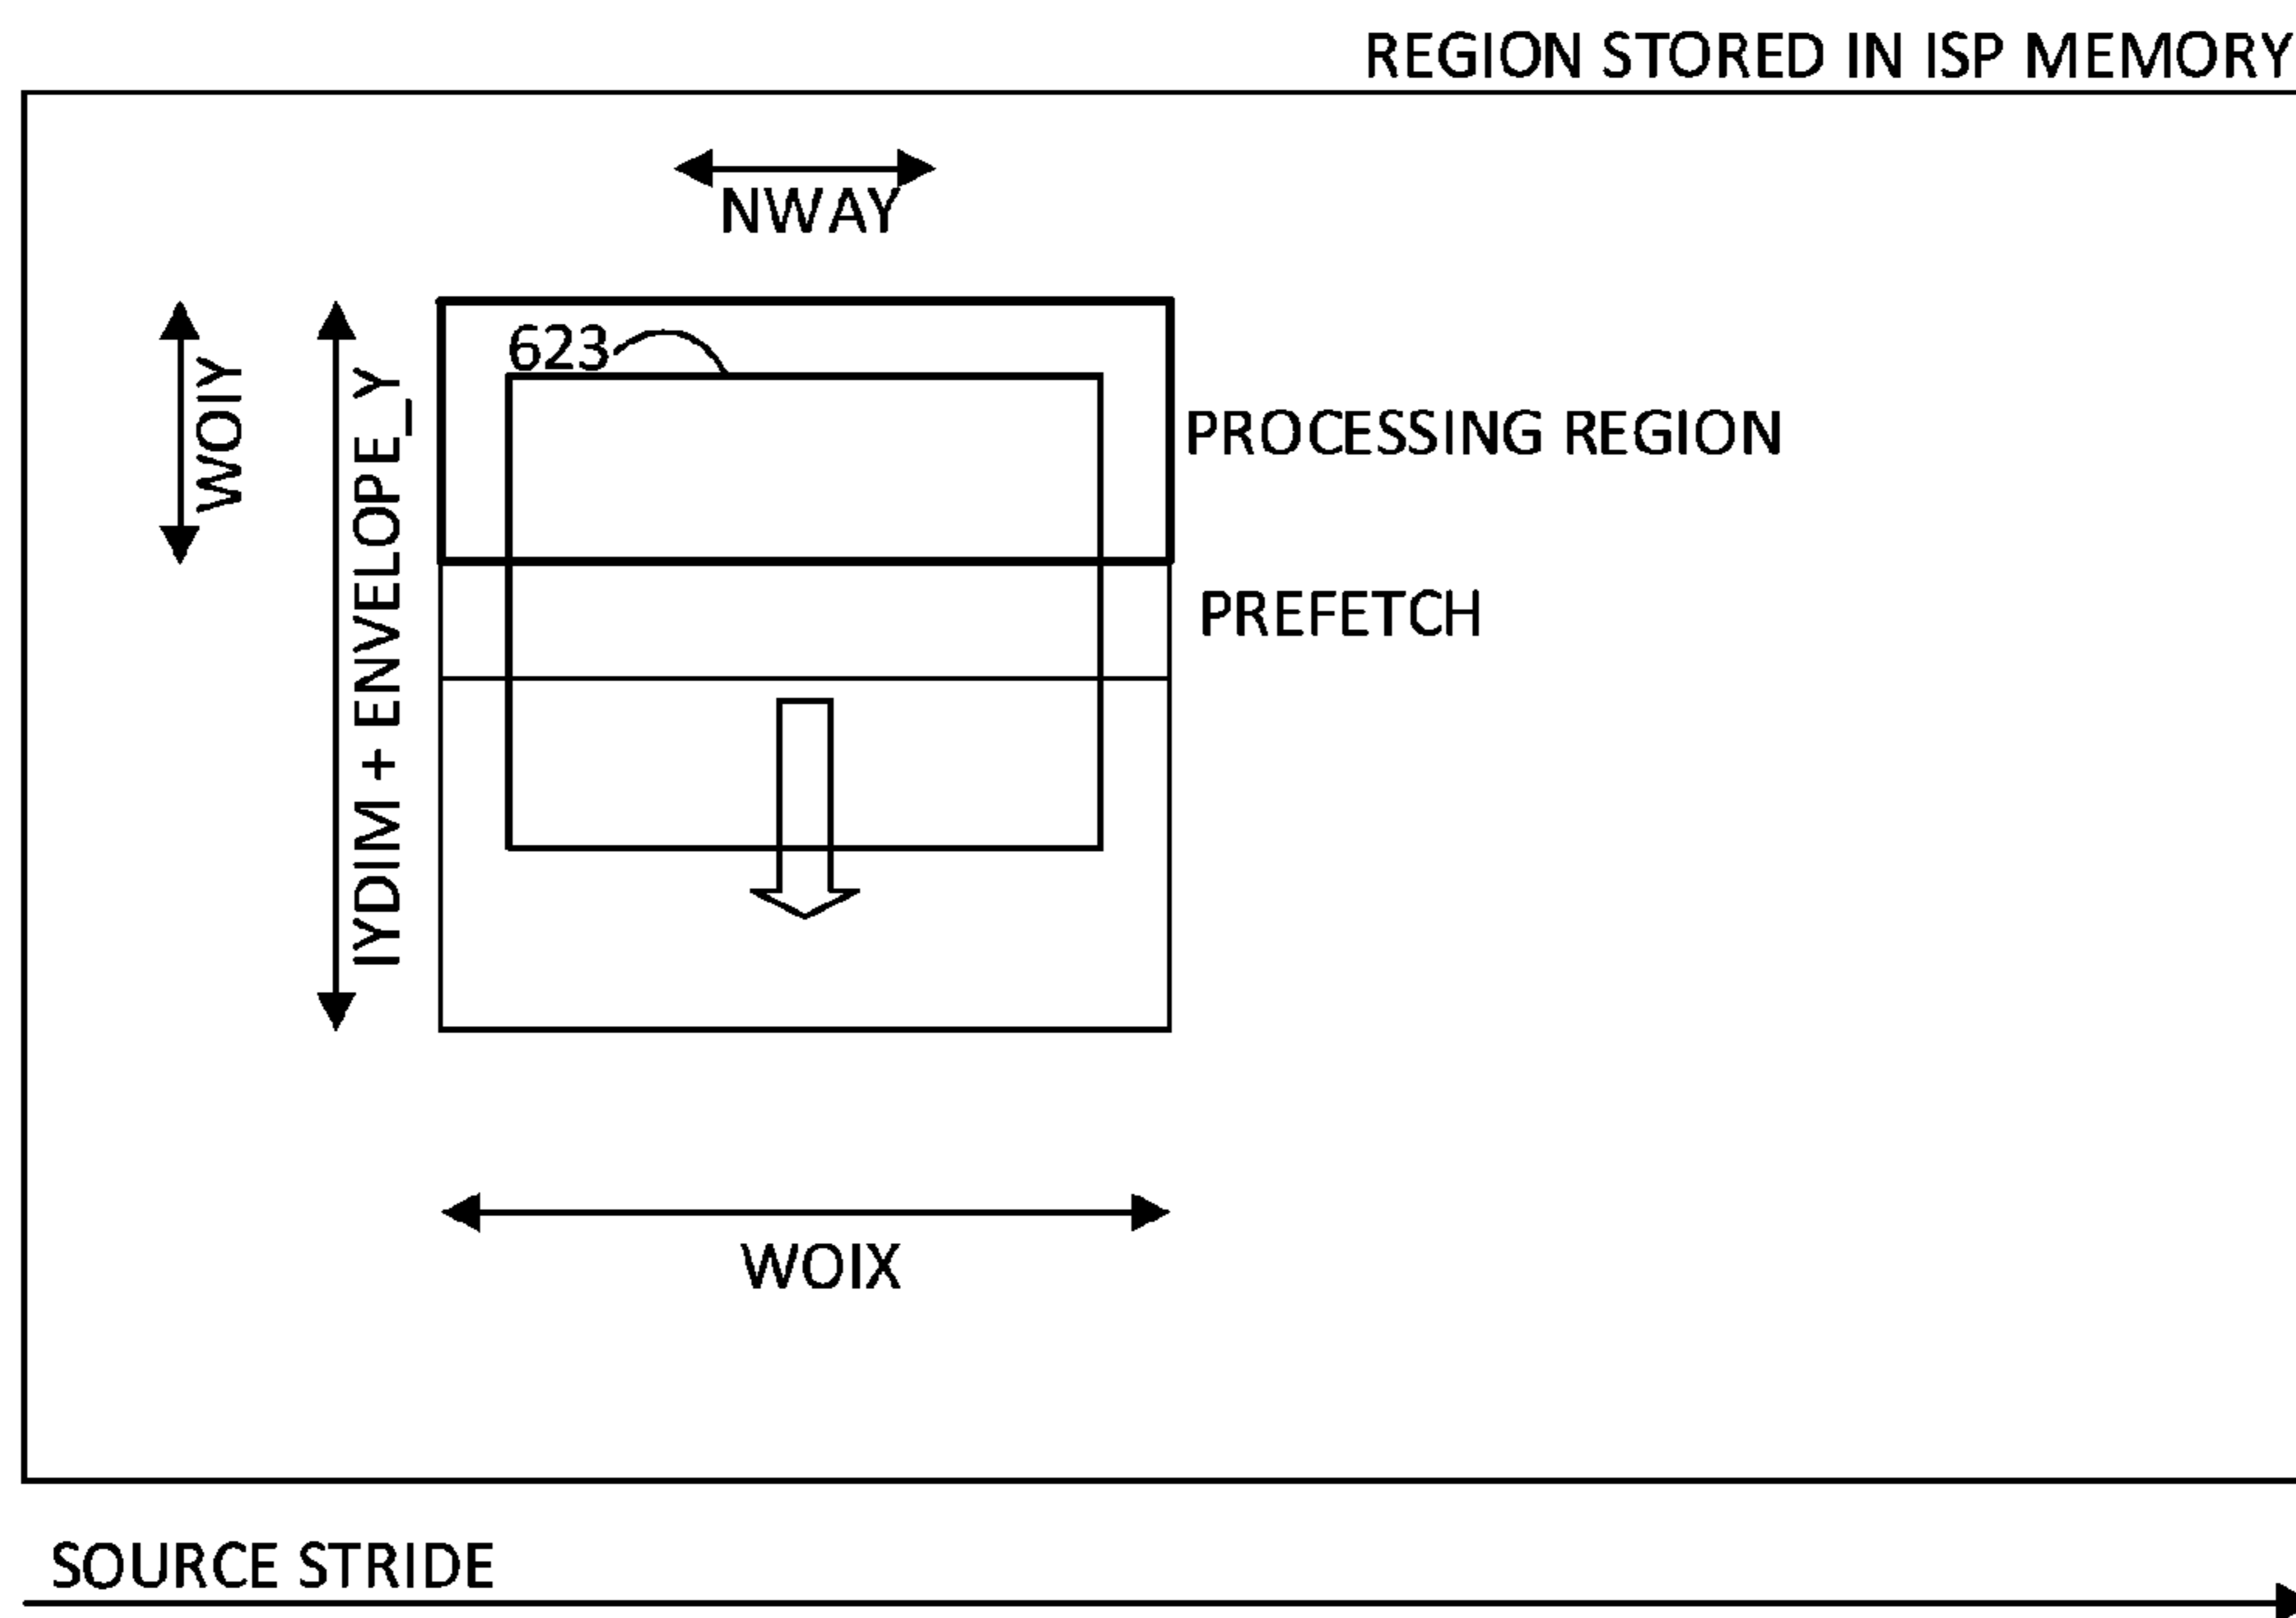 REGION STORED IN ISP MEMORY
NWAY
WOIY
IYDIM + ENVELOPE_Y
623
PROCESSING REGION
PREFETCH
WOIX
SOURCE STRIDE